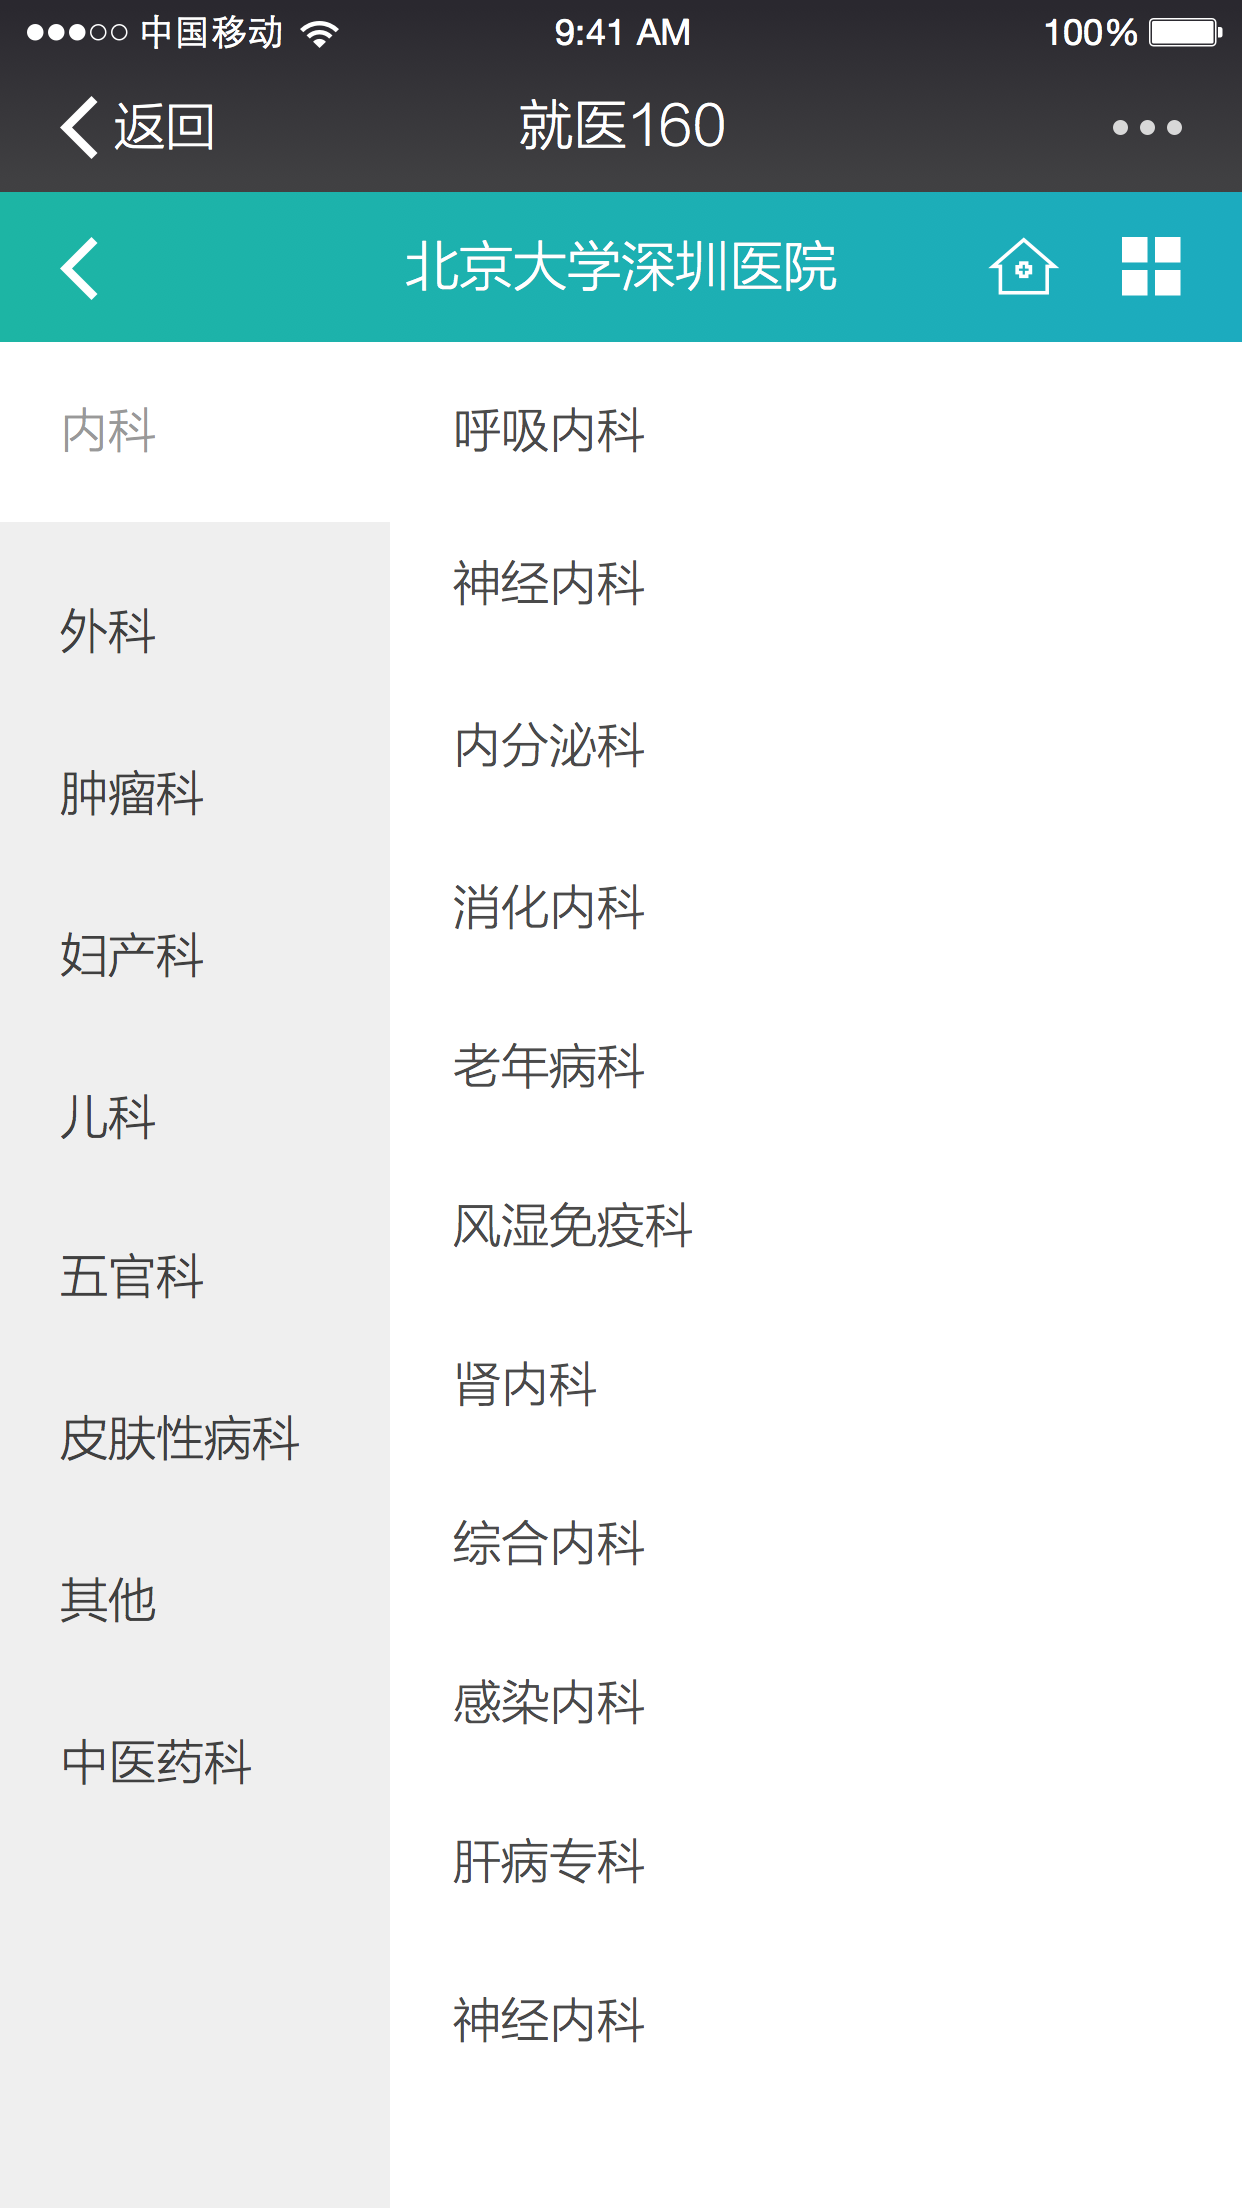 中国移动 9:41 AM 100%
返回 就医160
北京大学深圳医院
内科
外科
肿瘤科
妇产科
儿科
五官科
皮肤性病科
其他
中医药科
呼吸内科
神经内科
内分泌科
消化内科
老年病科
风湿免疫科
肾内科
综合内科
感染内科
肝病专科
神经内科